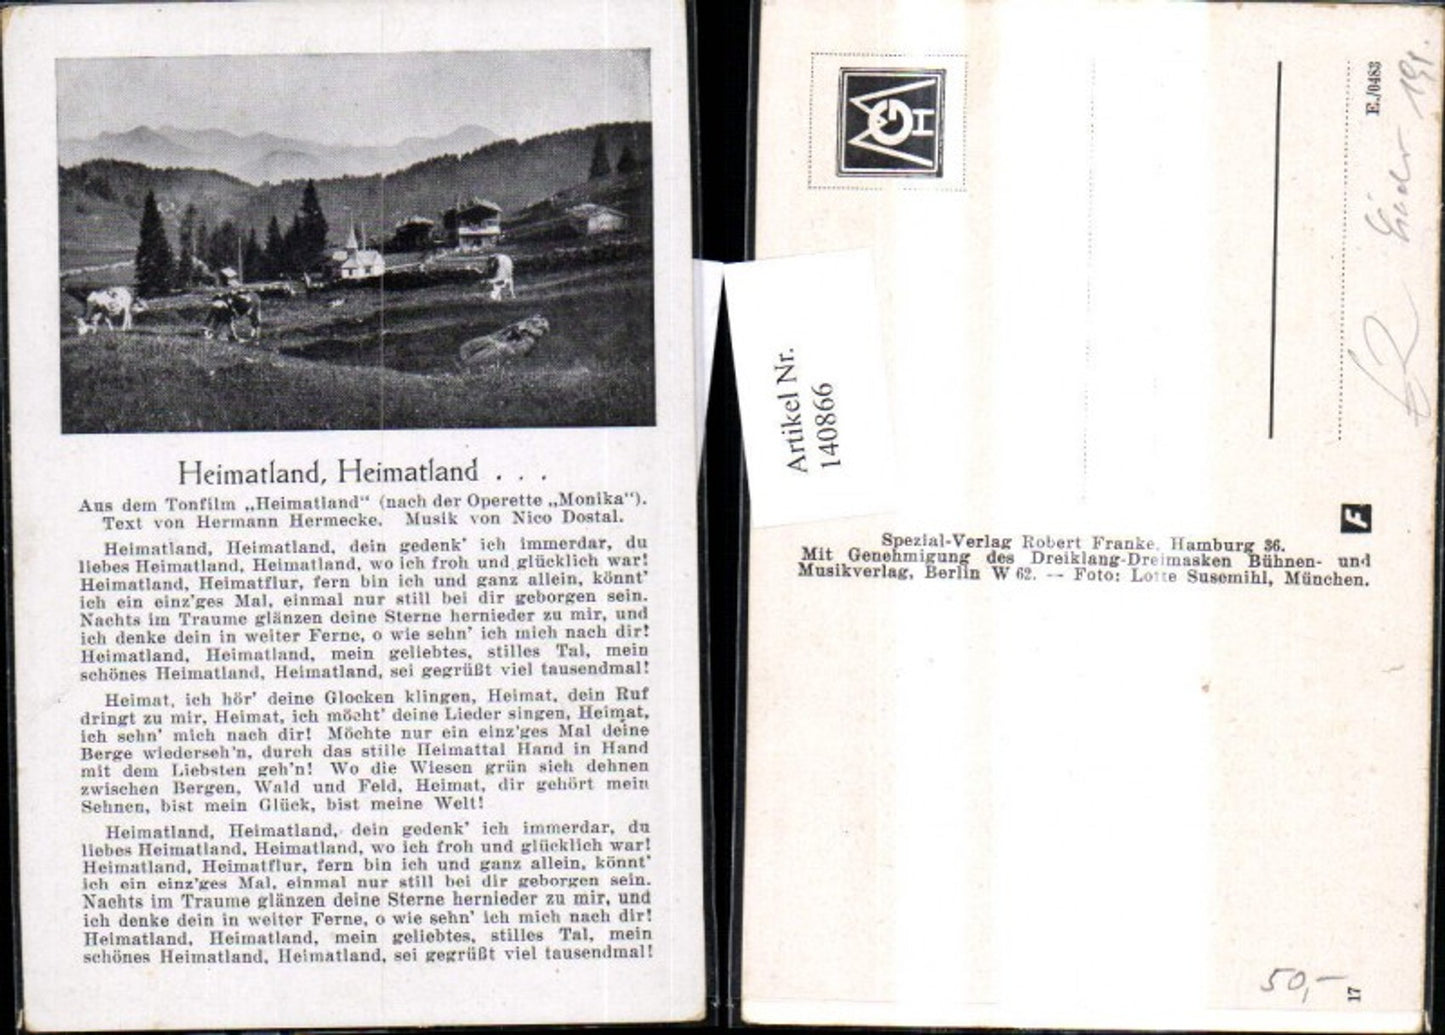 Heimatland, Heimatland . . .
Aus dem Tonfilm „Heimatland“ (nach der Operette „Monika“).
Text von Hermann Hermecke. Musik von Nico Dostal.
Heimatland, Heimatland, dein gedenk’ ich immerdar, du
liebes Heimatland, Heimatland, wo ich froh und glücklich war!
Heimatland, Heimatflur, fern bin ich und ganz allein, könnt’
ich ein einz’ges Mal, einmal nur still bei dir geborgen sein.
Nachts im Traume glänzen deine Sterne hernieder zu mir, und
ich denke dein in weiter Ferne, o wie sehn’ ich mich nach dir!
Heimatland, Heimatland, mein geliebtes, stilles Tal, mein
schönes Heimatland, Heimatland, sei gegrüßt viel tausendmal!
Heimat, ich hör’ deine Glocken klingen, Heimat, dein Ruf
dringt zu mir, Heimat, ich möcht’ deine Lieder singen, Heimat,
ich sehn’ mich nach dir! Möchte nur ein einz’ges Mal deine
Berge wiederseh’n, durch das stille Heimattal Hand in Hand
mit dem Liebsten geh’n! Wo die Wiesen grün sich dehnen
zwischen Bergen, Wald und Feld, Heimat, dir gehört mein
Sehnen, bist mein Glück, bist meine Welt!
Heimatland, Heimatland, dein gedenk’ ich immerdar, du
liebes Heimatland, Heimatland, wo ich froh und glücklich war!
Heimatland, Heimatflur, fern bin ich und ganz allein, könnt’
ich ein einz’ges Mal, einmal nur still bei dir geborgen sein.
Nachts im Traume glänzen deine Sterne hernieder zu mir, und
ich denke dein in weiter Ferne, o wie sehn’ ich mich nach dir!
Heimatland, Heimatland, mein geliebtes, stilles Tal, mein
schönes Heimatland, Heimatland, sei gegrüßt viel tausendmal!
Artikel Nr.
140866
E./0483
Lieder
F
Spezial-Verlag Robert Franke, Hamburg 36.
Mit Genehmigung des Dreiklang-Dreimasken Bühnen- und
Musikverlag, Berlin W 62. -- Foto: Lotte Susemihl, München.
50,-
17